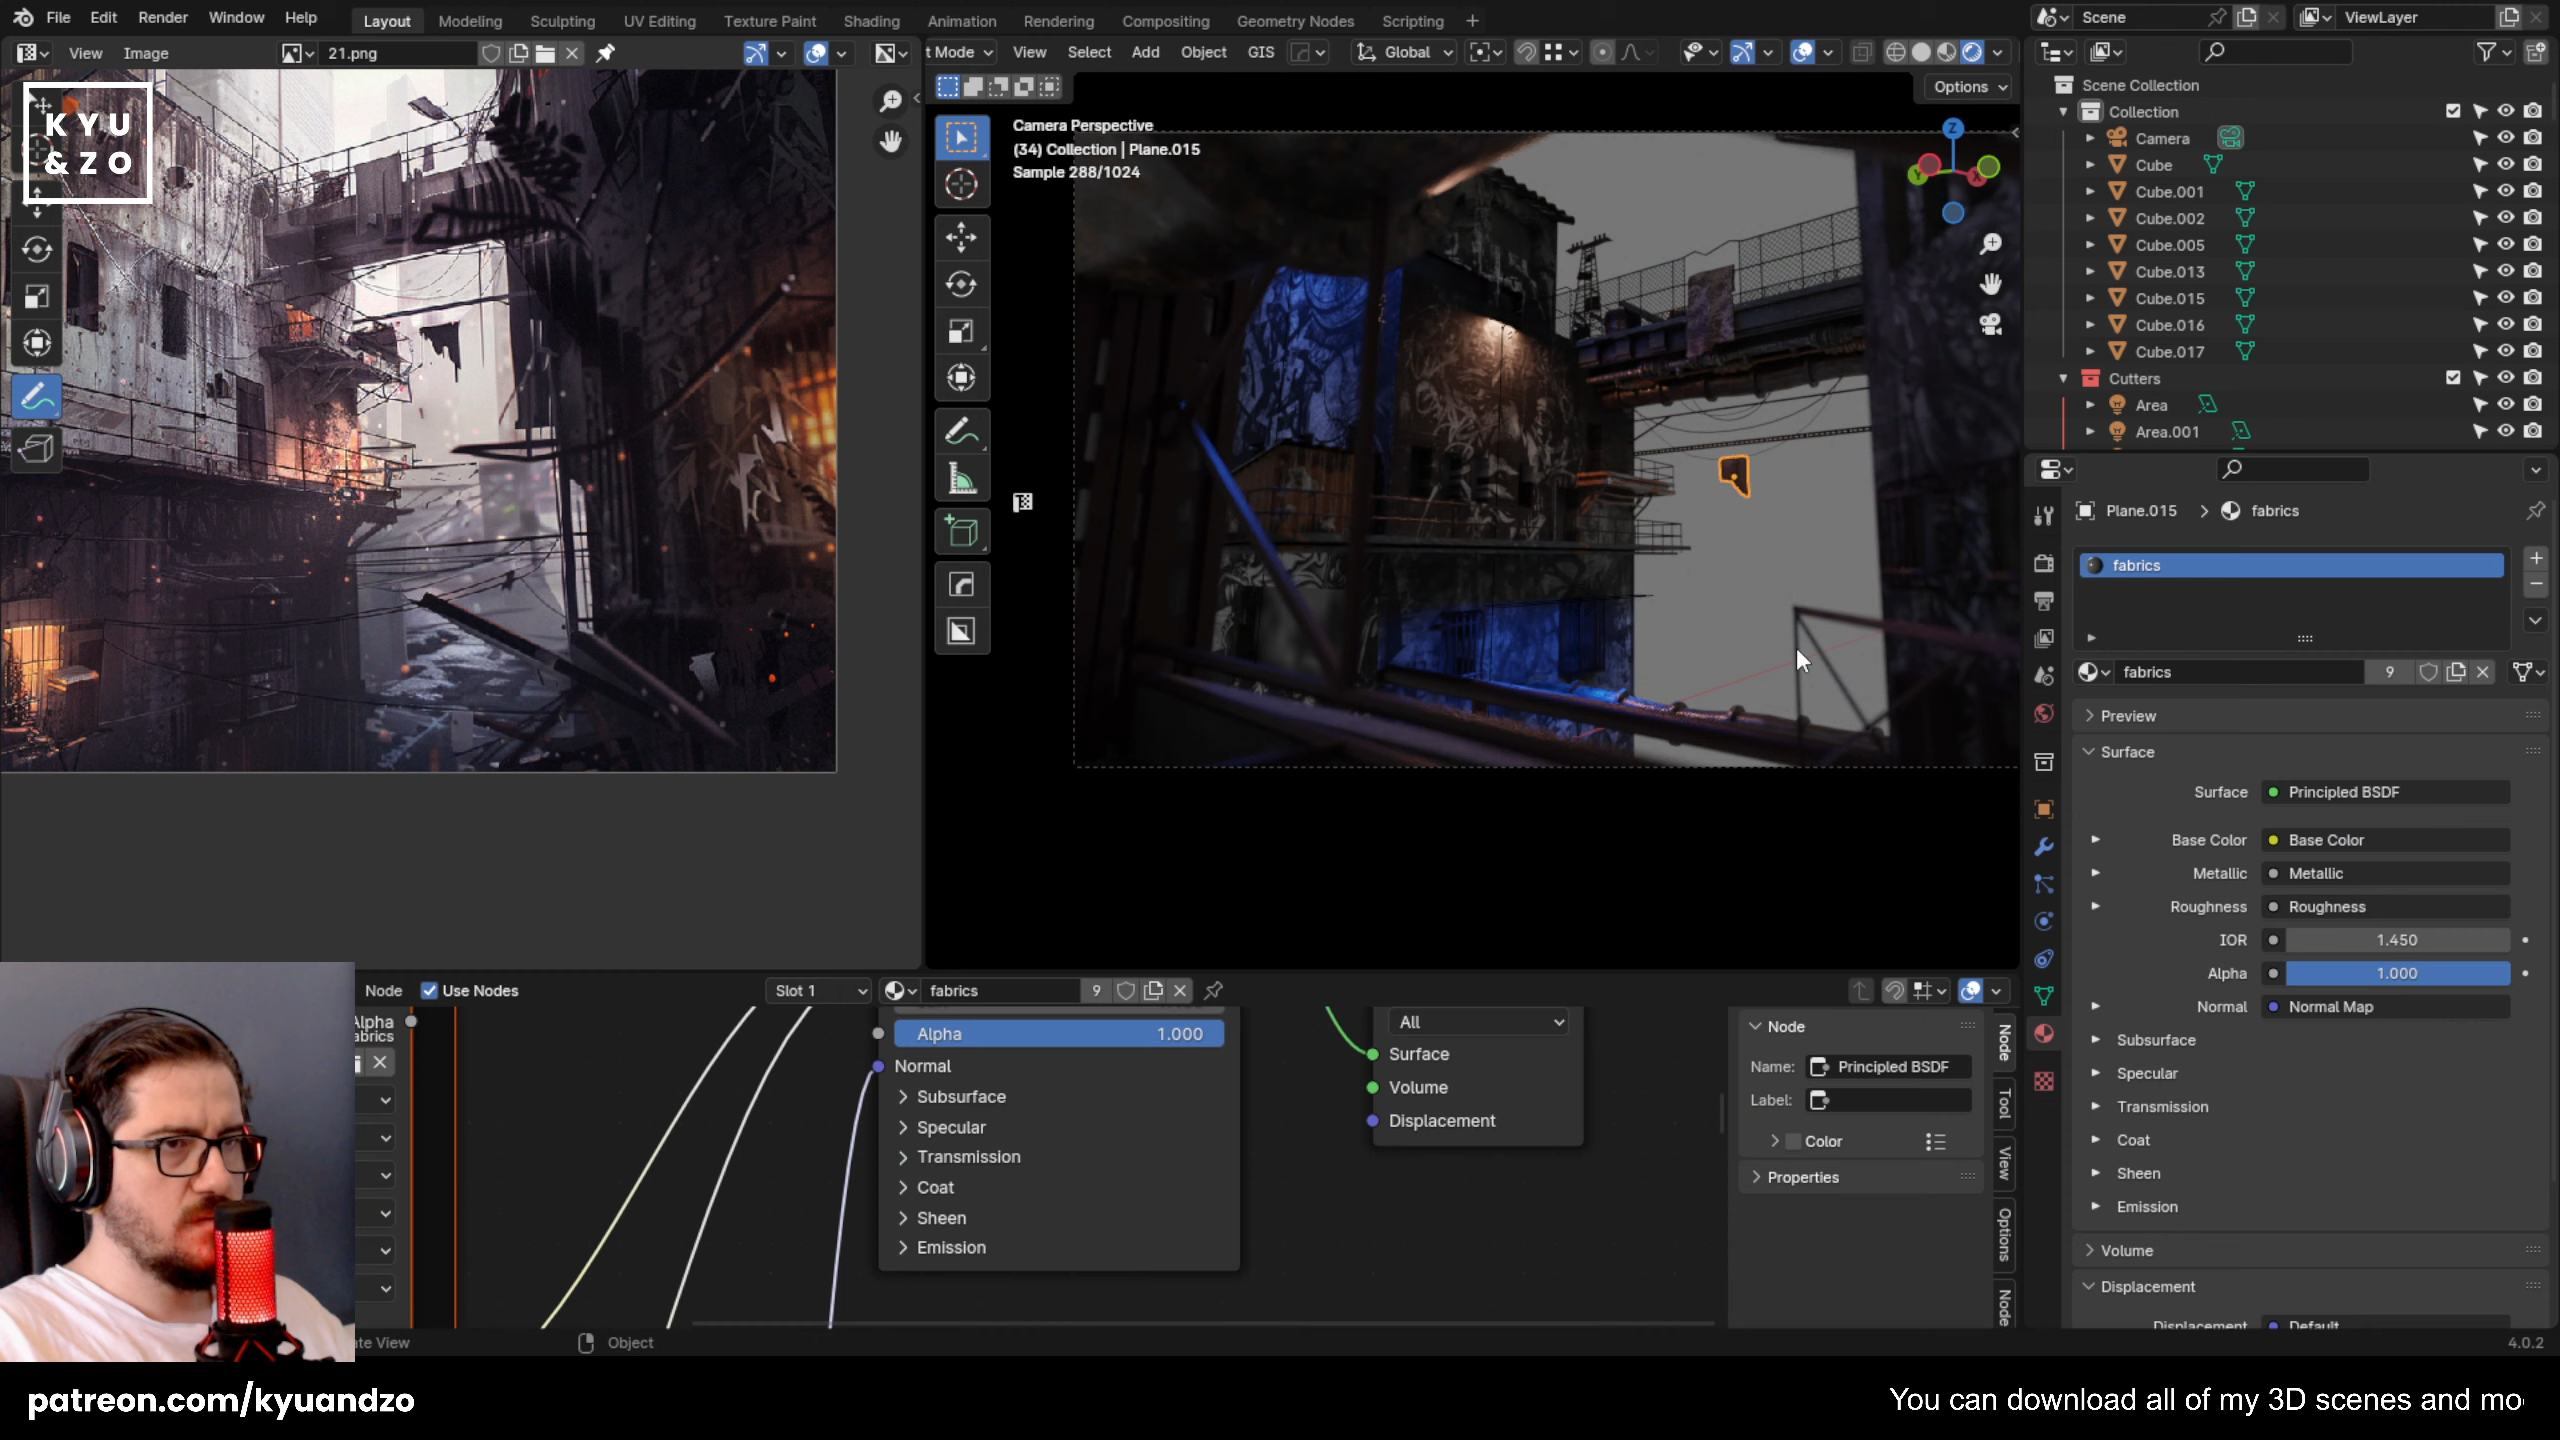 File Edit Render Window Help Layout Modeling Sculpting UV Editing Texture Paint Shading Animation Rendering Compositing Geometry Nodes Scripting Scene ViewLayer
View Image 21.png
t Mode View Select Add Object GIS Global
Options
KYU
&ZO
Camera Perspective
(34) Collection | Plane.015
Sample 288/1024
Z
Y
X
Scene Collection
Collection
Camera
Cube
Cube.001
Cube.002
Cube.005
Cube.013
Cube.015
Cube.016
Cube.017
Cutters
Area
Area.001
Plane.015 fabrics
fabrics
fabrics 9
Preview
Surface
Surface Principled BSDF
Base Color Base Color
Metallic Metallic
Roughness Roughness
IOR 1.450
Alpha 1.000
Normal Normal Map
Subsurface
Specular
Transmission
Coat
Sheen
Emission
Volume
Displacement
Displacement Default
4.0.2
Node Use Nodes Slot 1 fabrics 9
Alpha
abrics
Alpha 1.000
Normal
Subsurface
Specular
Transmission
Coat
Sheen
Emission
All
Surface
Volume
Displacement
Node
Name: Principled BSDF
Label:
Color
Properties
Node
Tool
View
Options
Node
ate View Object
patreon.com/kyuandzo
You can download all of my 3D scenes and mo